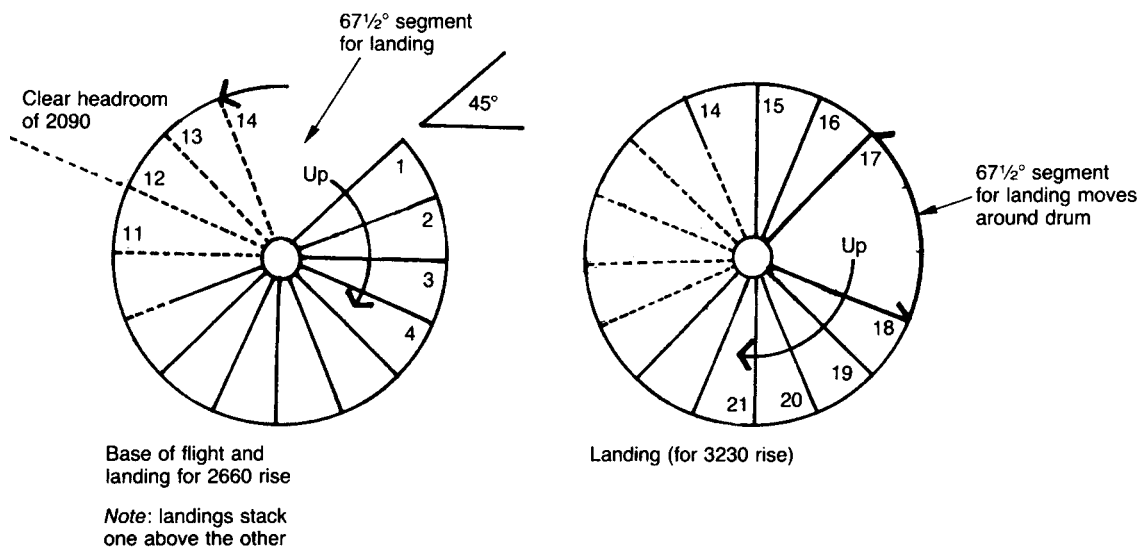 67½° segment
for landing
Clear headroom
of 2090
45°
14
13
12
11
Up
1
2
3
4
Base of flight and
landing for 2660 rise
Note: landings stack
one above the other
14
15
16
17
67½° segment
for landing moves
around drum
Up
18
19
20
21
Landing (for 3230 rise)